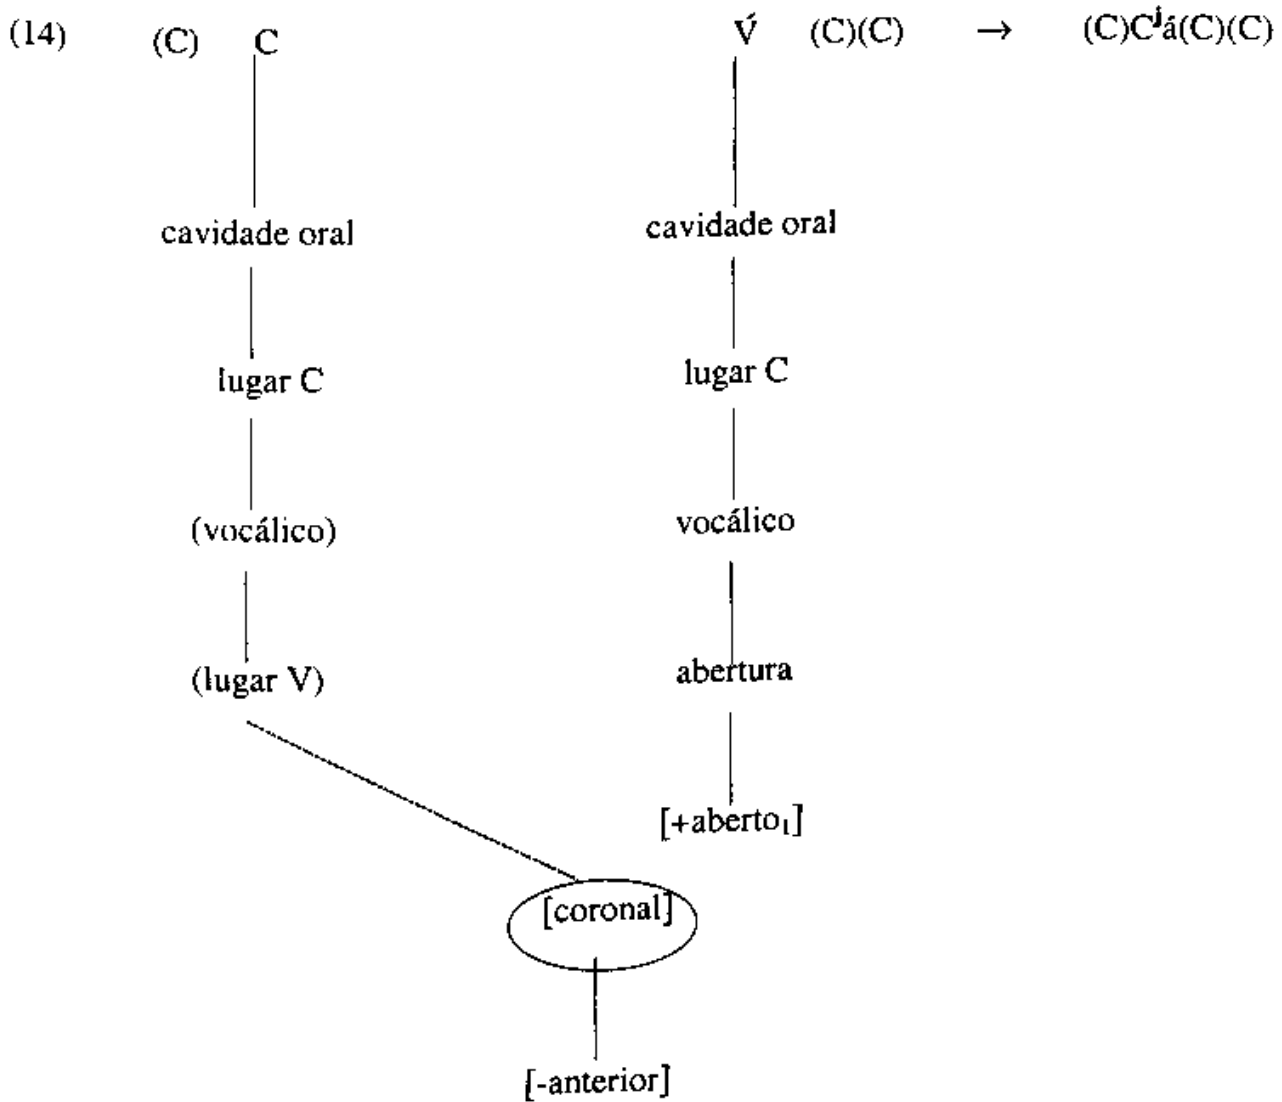 (14) (C) C V́ (C)(C) → (C)Cʲá(C)(C)
cavidade oral cavidade oral
lugar C lugar C
(vocálico) vocálico
(lugar V) abertura
[+aberto₁]
[coronal]
[-anterior]